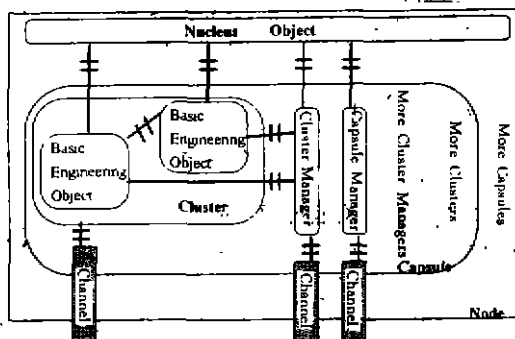 Nucleus Object
Basic
Engineering
Object
Basic
Engineering
Object
Cluster
Cluster Manager
Capsule Manager
More Cluster Managers
More Clusters
More Capsules
Capsule
Channel
Channel
Channel
Node